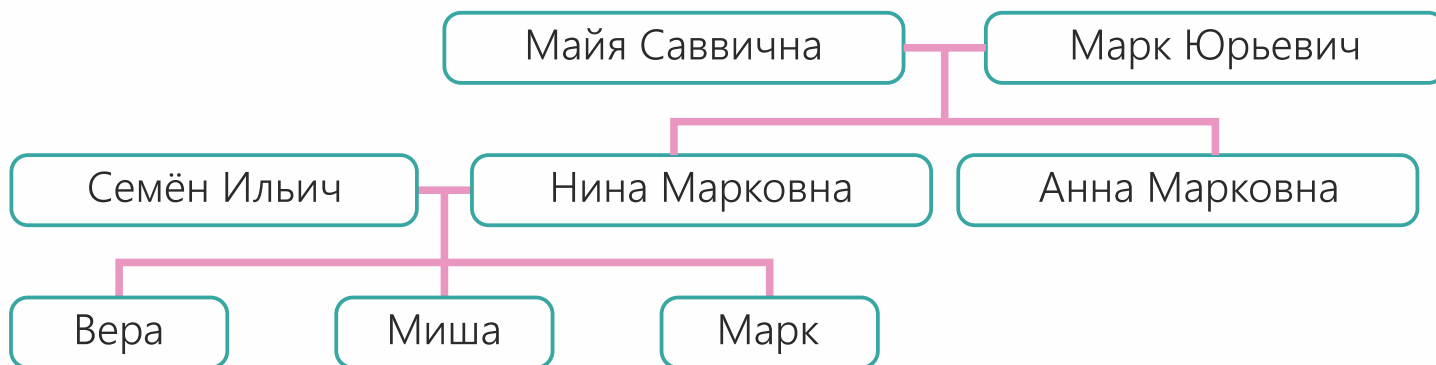 Майя Саввична Марк Юрьевич
Семён Ильич Нина Марковна Анна Марковна
Вера Миша Марк